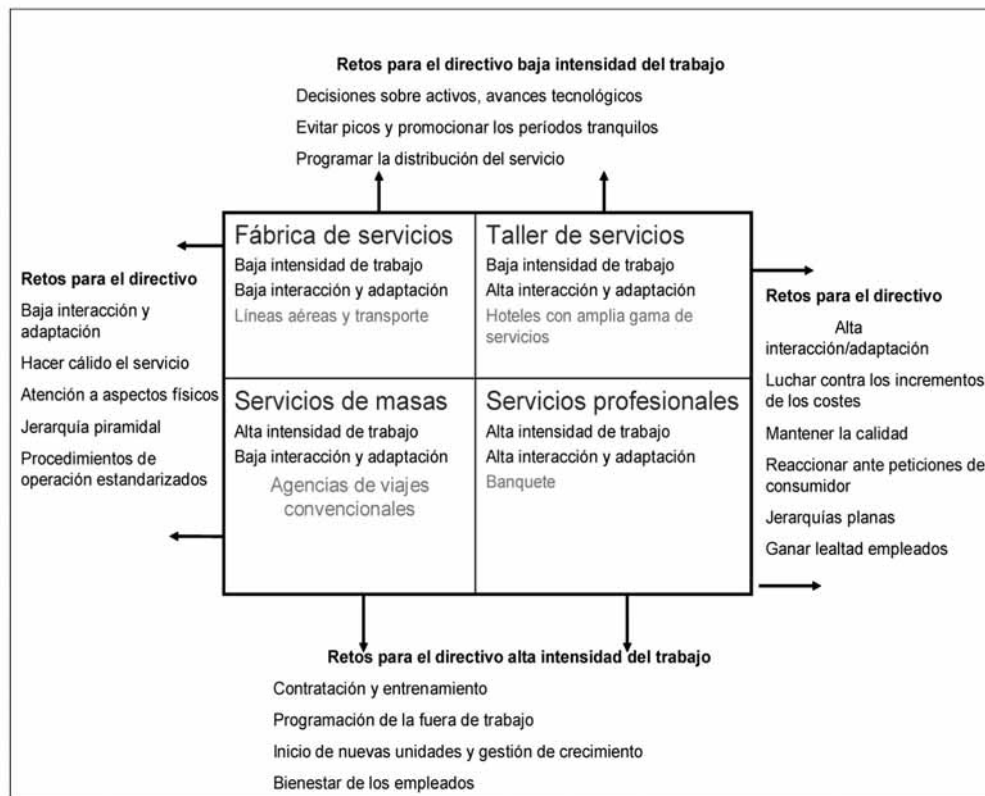 Retos para el directivo baja intensidad del trabajo
Decisiones sobre activos, avances tecnológicos
Evitar picos y promocionar los períodos tranquilos
Programar la distribución del servicio
Fábrica de servicios
Baja intensidad de trabajo
Baja interacción y adaptación
Líneas aéreas y transporte
Taller de servicios
Baja intensidad de trabajo
Alta interacción y adaptación
Hoteles con amplia gama de
servicios
Retos para el directivo
Baja interacción y
adaptación
Hacer cálido el servicio
Atención a aspectos físicos
Jerarquía piramidal
Procedimientos de
operación estandarizados
Servicios de masas
Alta intensidad de trabajo
Baja interacción y adaptación
Agencias de viajes
convencionales
Servicios profesionales
Alta intensidad de trabajo
Alta interacción y adaptación
Banquete
Retos para el directivo
Alta
interacción/adaptación
Luchar contra los incrementos
de los costes
Mantener la calidad
Reaccionar ante peticiones de
consumidor
Jerarquías planas
Ganar lealtad empleados
Retos para el directivo alta intensidad del trabajo
Contratación y entrenamiento
Programación de la fuera de trabajo
Inicio de nuevas unidades y gestión de crecimiento
Bienestar de los empleados